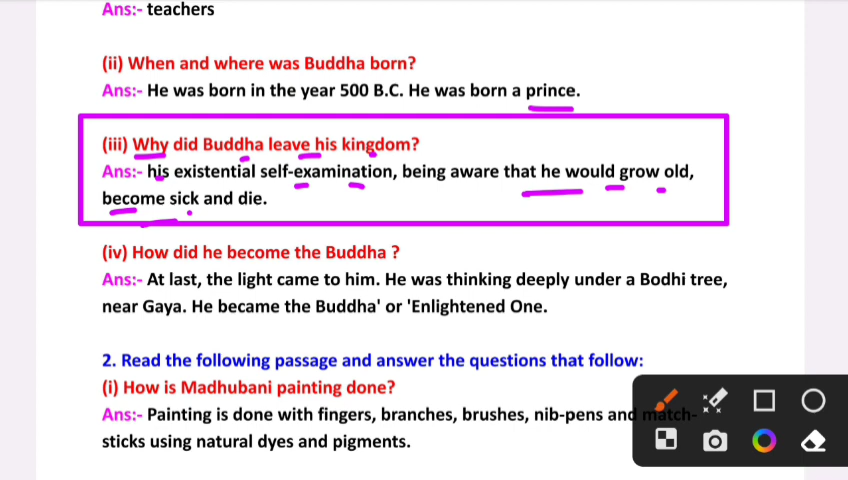 Ans:- teachers
(ii) When and where was Buddha born?
Ans:- He was born in the year 500 B.C. He was born a prince.
(iii) Why did Buddha leave his kingdom?
Ans:- his existential self-examination, being aware that he would grow old,
become sick and die.
(iv) How did he become the Buddha ?
Ans:- At last, the light came to him. He was thinking deeply under a Bodhi tree,
near Gaya. He became the Buddha' or 'Enlightened One.
2. Read the following passage and answer the questions that follow:
(i) How is Madhubani painting done?
Ans:- Painting is done with fingers, branches, brushes, nib-pens and match-
sticks using natural dyes and pigments.